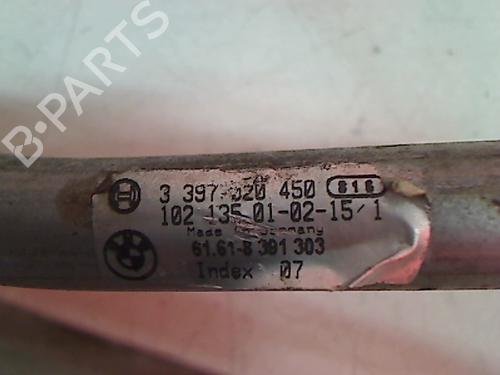 B-PARTS
3 397 020 450 816
102 135 01-02-15/1
Made in Germany
61.61-8 391 303
Index 07